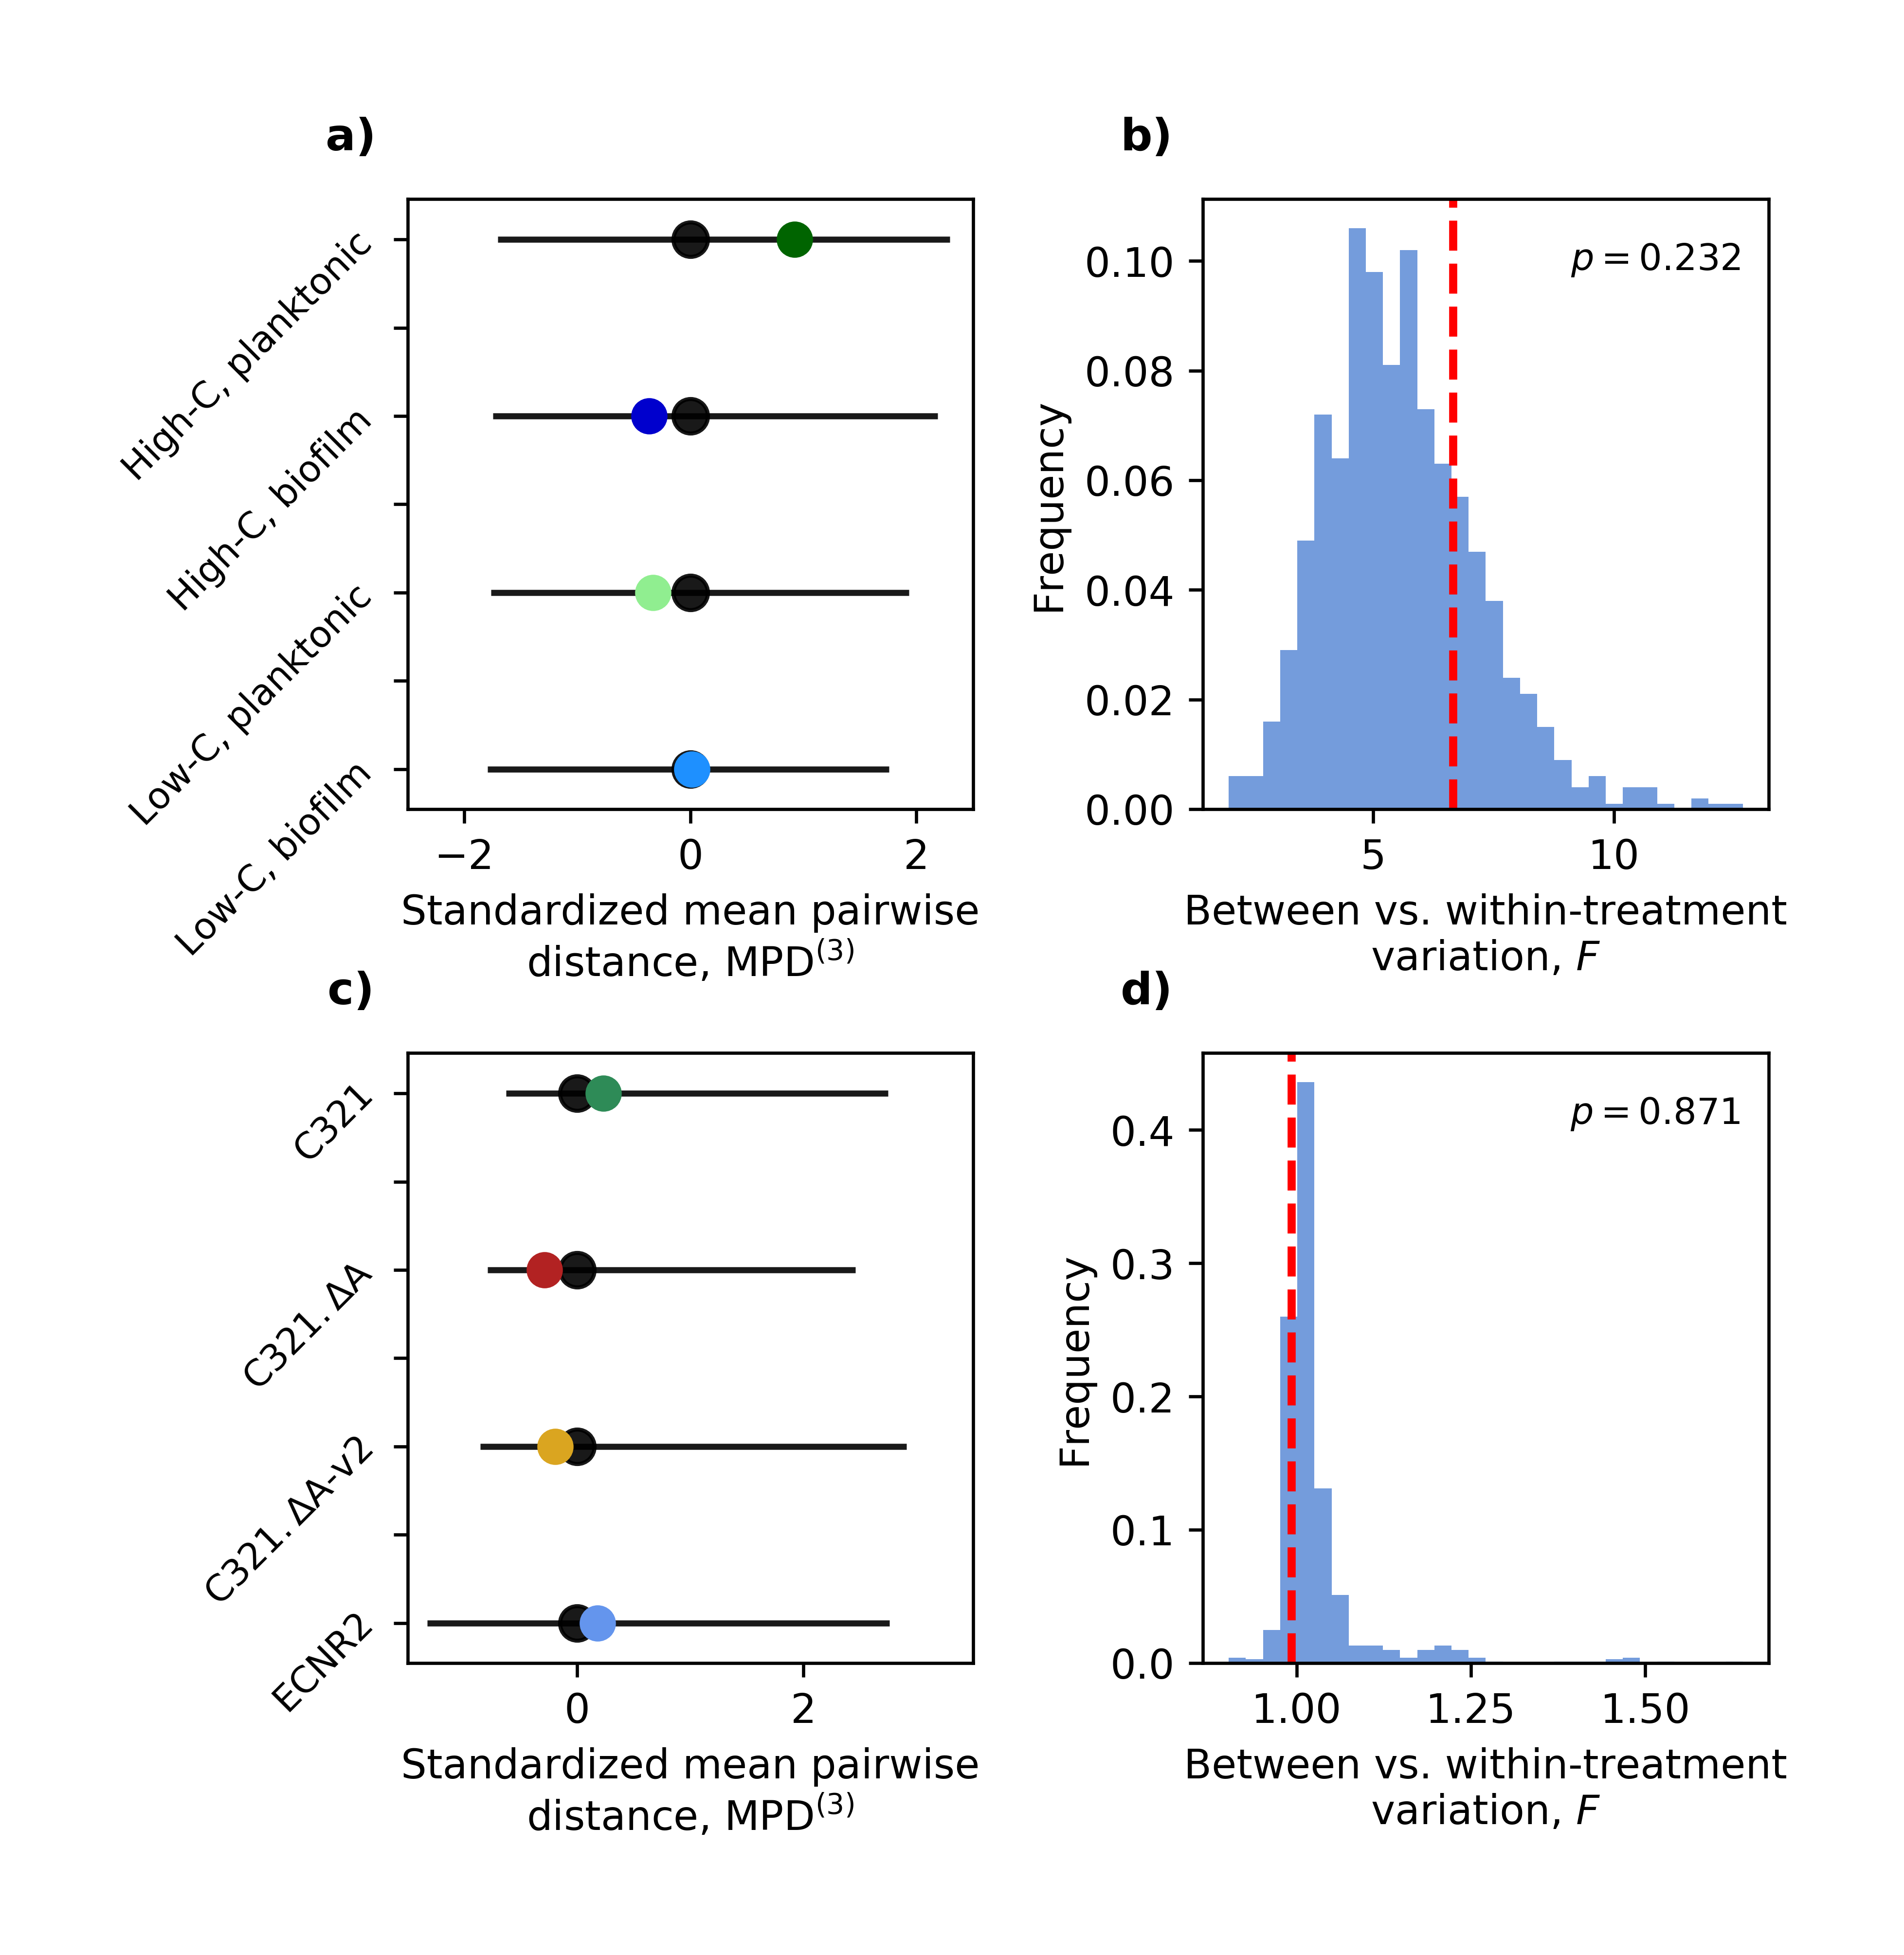 a)
High-C, planktonic
High-C, biofilm
Low-C, planktonic
Low-C, biofilm
−2 0 2
Standardized mean pairwise
distance, MPD⁽³⁾
b)
p = 0.232
Frequency
0.10
0.08
0.06
0.04
0.02
0.00
5 10
Between vs. within-treatment
variation, F
c)
C321
C321. ΔA
C321. ΔA-v2
ECNR2
0 2
Standardized mean pairwise
distance, MPD⁽³⁾
d)
p = 0.871
Frequency
0.4
0.3
0.2
0.1
0.0
1.00 1.25 1.50
Between vs. within-treatment
variation, F